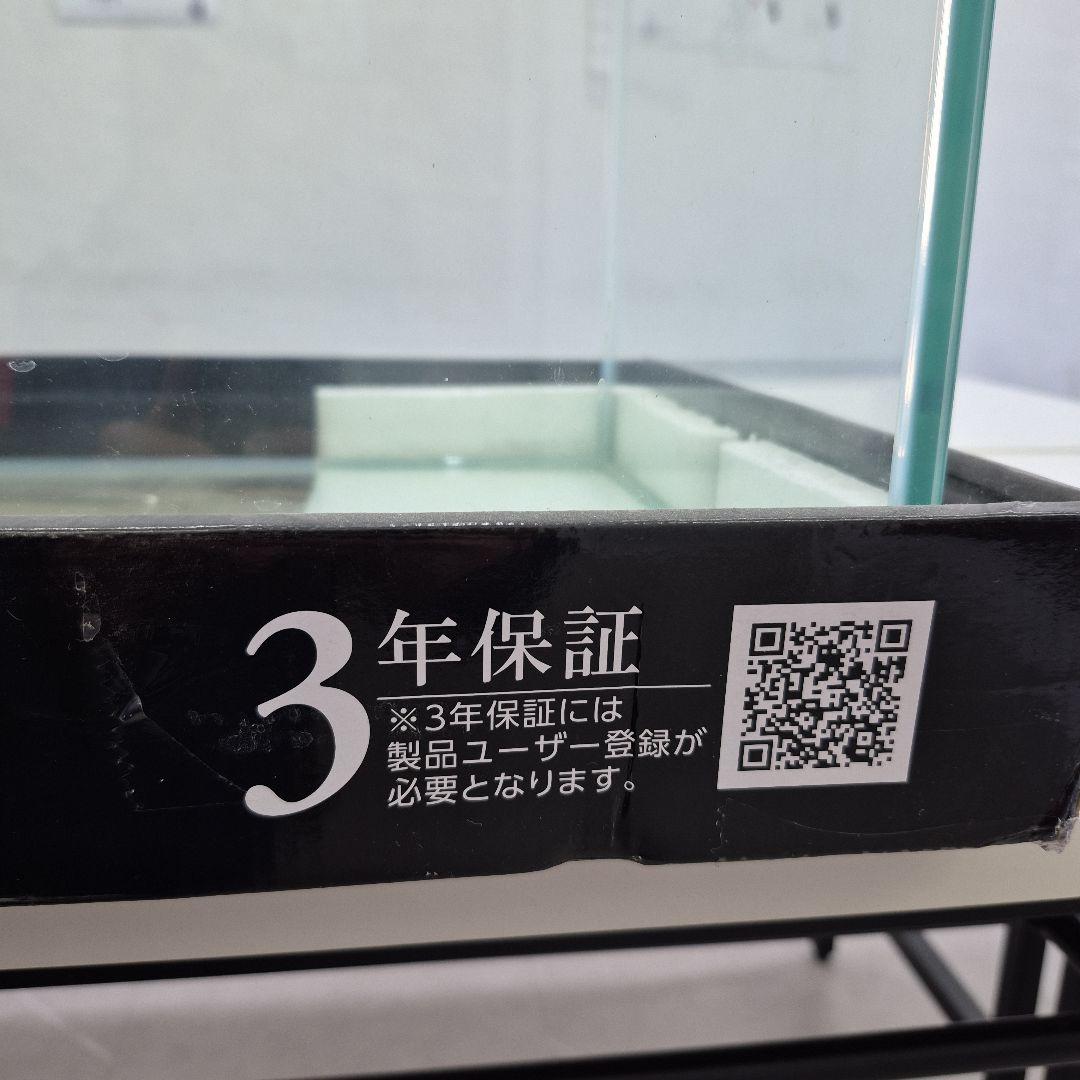 3年保証
※3年保証には
製品ユーザー登録が
必要となります。